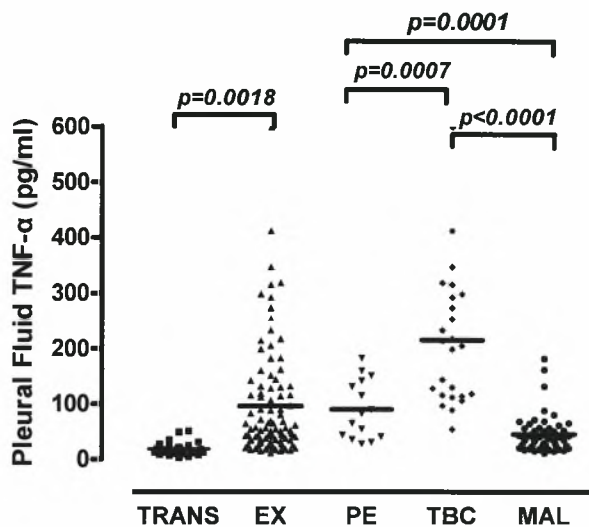 p=0.0001
p=0.0007
p=0.0018
p<0.0001
Pleural Fluid TNF-α (pg/ml)
600
500
400
300
200
100
0
TRANS EX PE TBC MAL